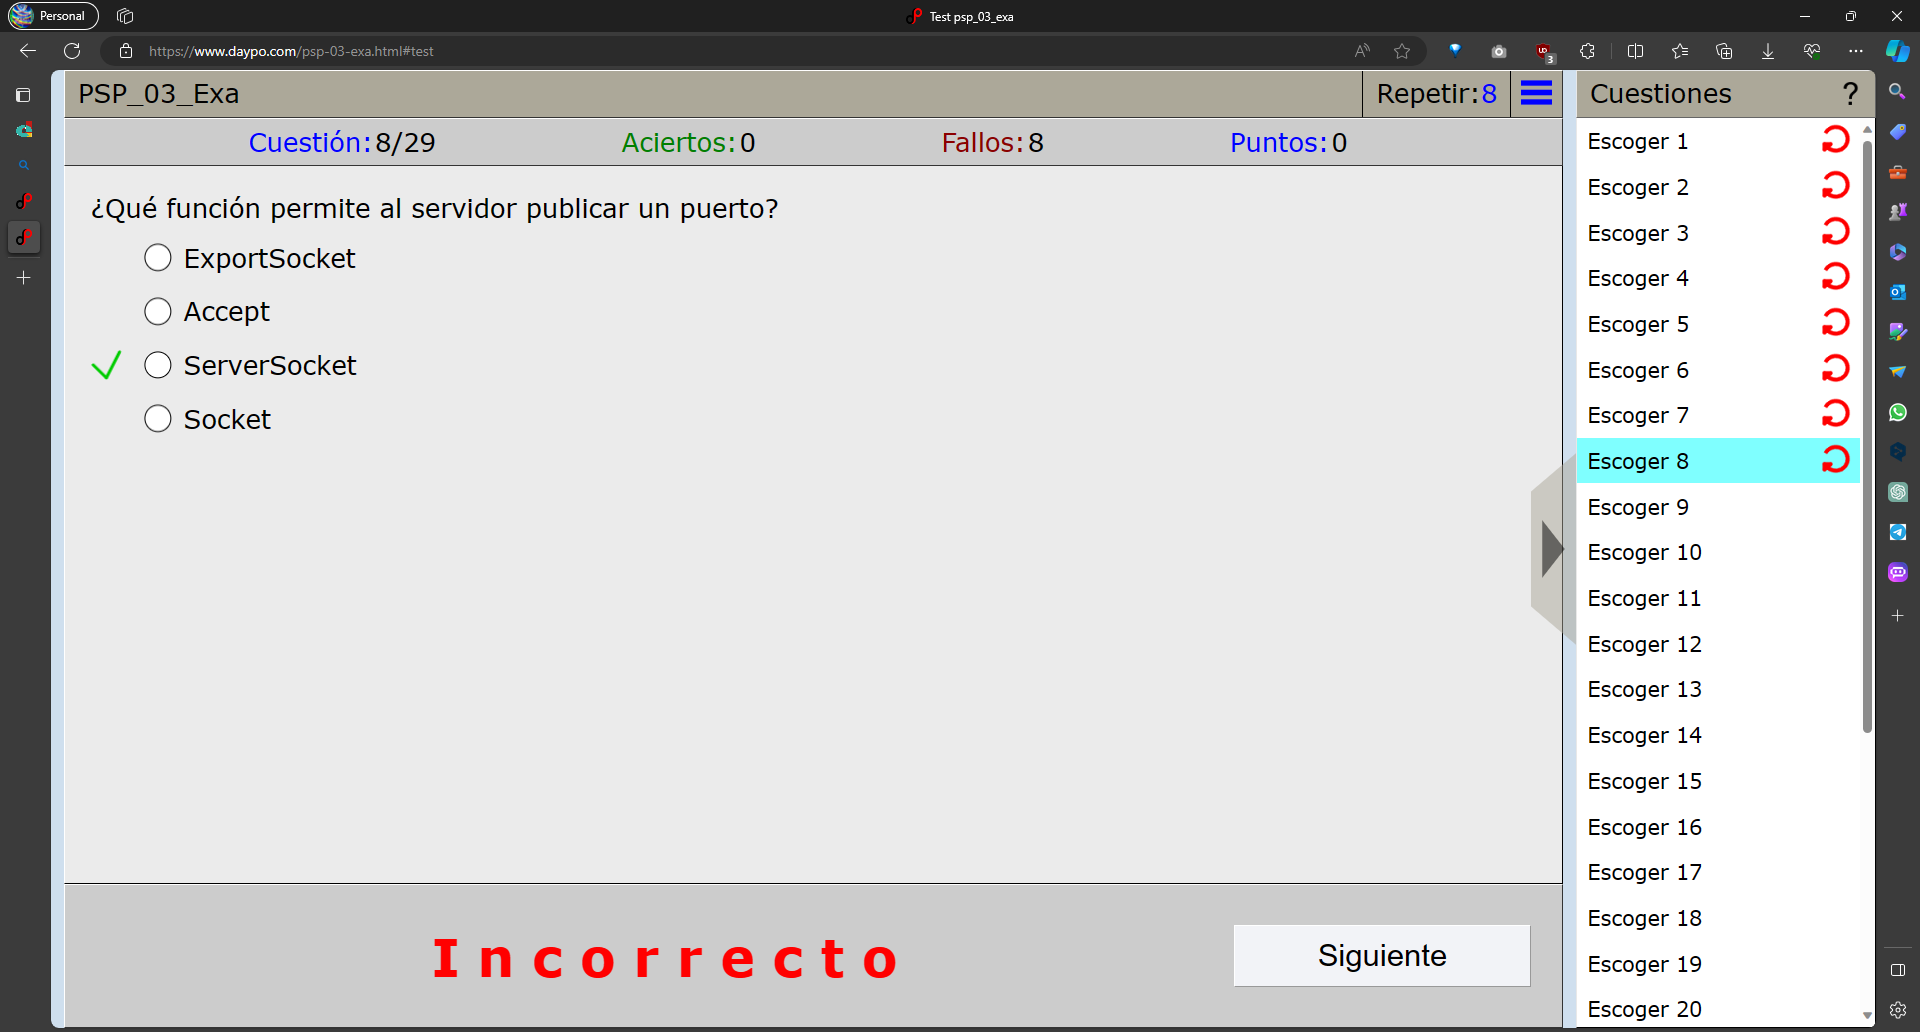 Personal
Test psp_03_exa
https://www.daypo.com/psp-03-exa.html#test
3
PSP_03_Exa
Repetir:8
Cuestiones
?
Cuestión:8/29
Aciertos:0
Fallos:8
Puntos:0
¿Qué función permite al servidor publicar un puerto?
ExportSocket
Accept
ServerSocket
Socket
Incorrecto
Siguiente
Escoger 1
Escoger 2
Escoger 3
Escoger 4
Escoger 5
Escoger 6
Escoger 7
Escoger 8
Escoger 9
Escoger 10
Escoger 11
Escoger 12
Escoger 13
Escoger 14
Escoger 15
Escoger 16
Escoger 17
Escoger 18
Escoger 19
Escoger 20